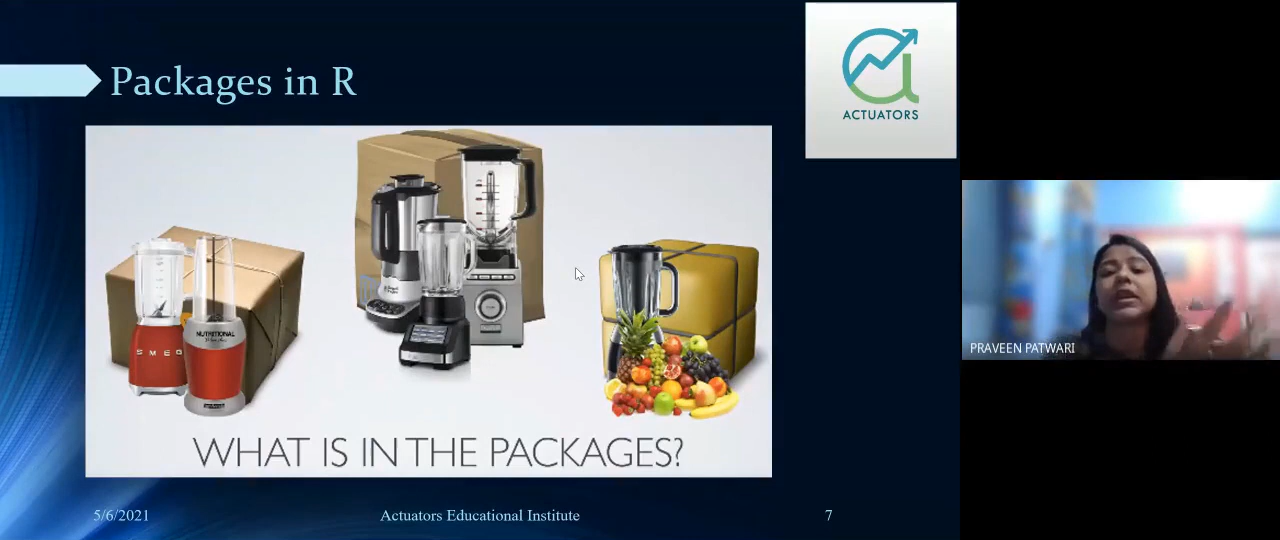 Packages in R
ACTUATORS
SMEG
NUTRITIONAL
WHAT IS IN THE PACKAGES?
PRAVEEN PATWARI
5/6/2021
Actuators Educational Institute
7